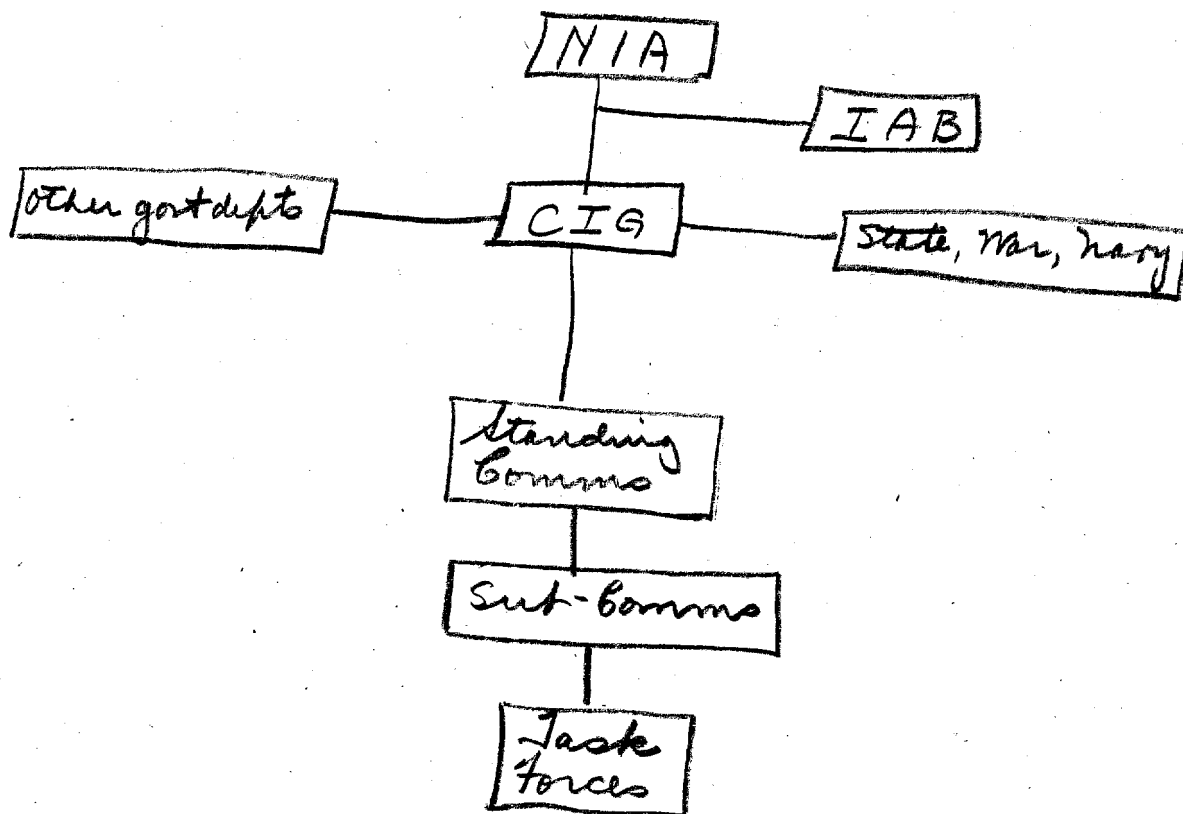 NIA
IAB
Other govt depts
CIG
State, War, Navy
Standing
Comms
Sub-Comms
Task
Forces